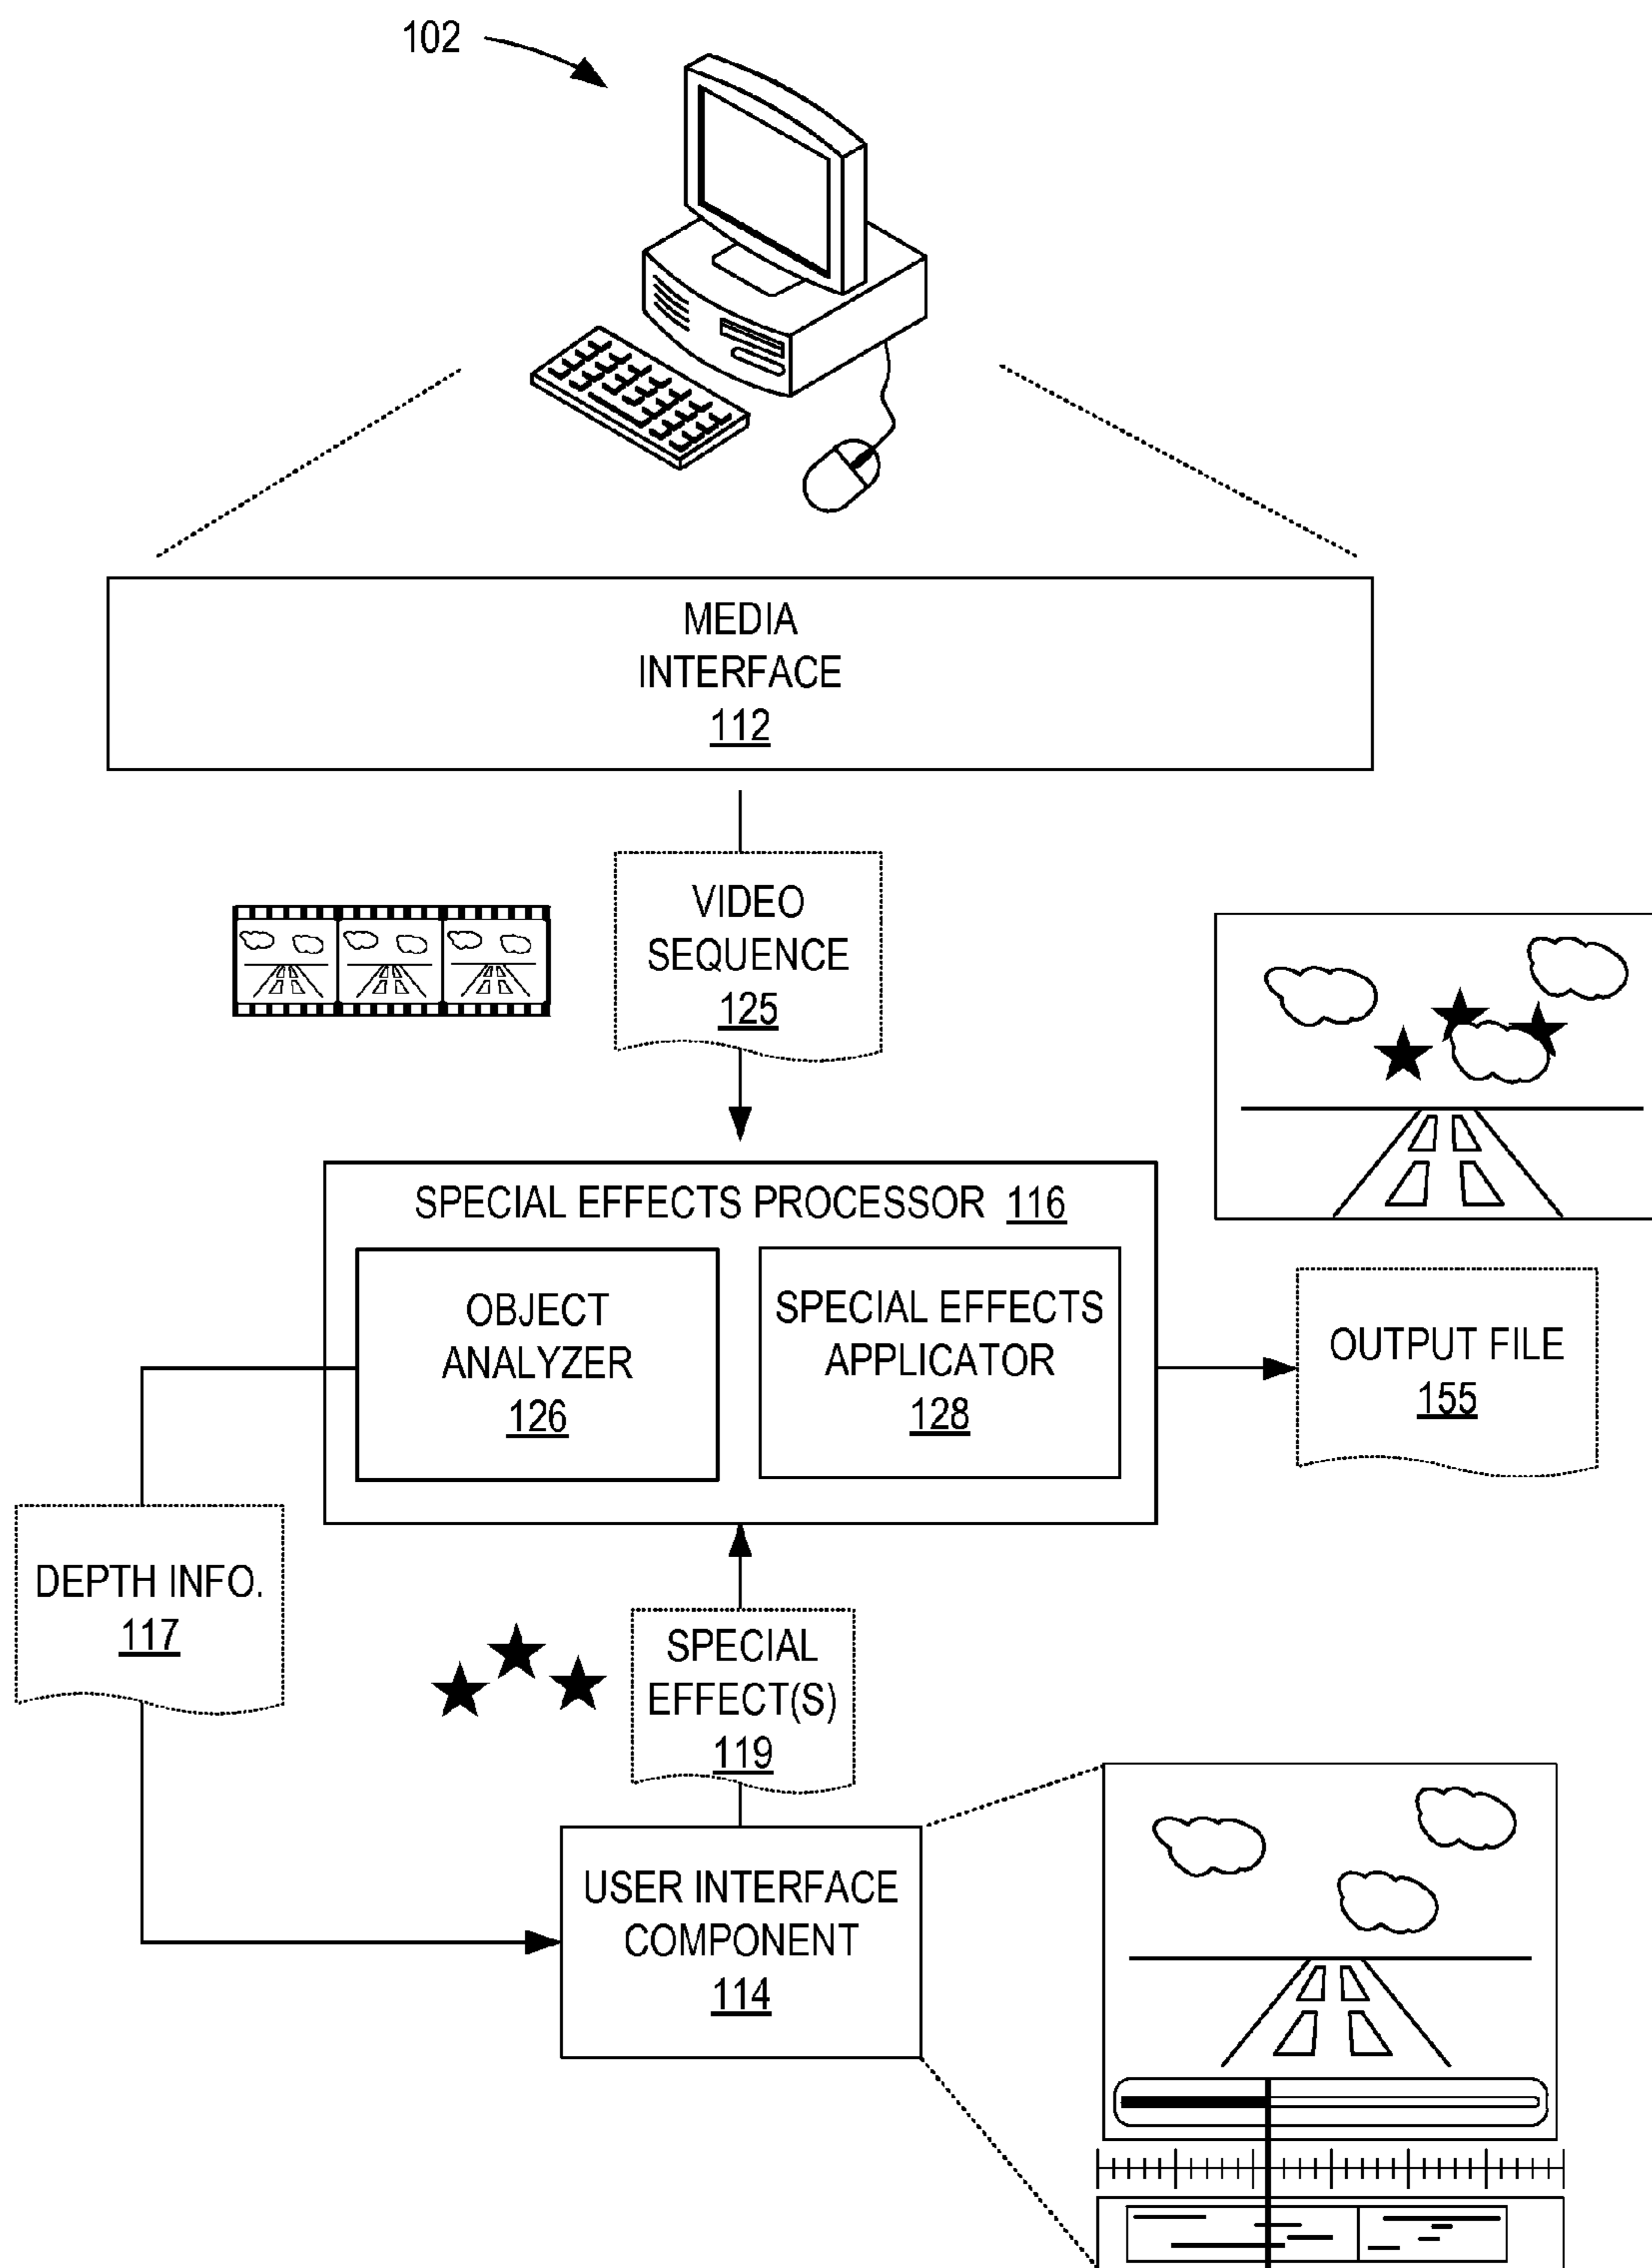 102
MEDIA
INTERFACE
112
VIDEO
SEQUENCE
125
SPECIAL EFFECTS PROCESSOR 116
OBJECT
ANALYZER
126
SPECIAL EFFECTS
APPLICATOR
128
OUTPUT FILE
155
DEPTH INFO.
117
SPECIAL
EFFECT(S)
119
USER INTERFACE
COMPONENT
114